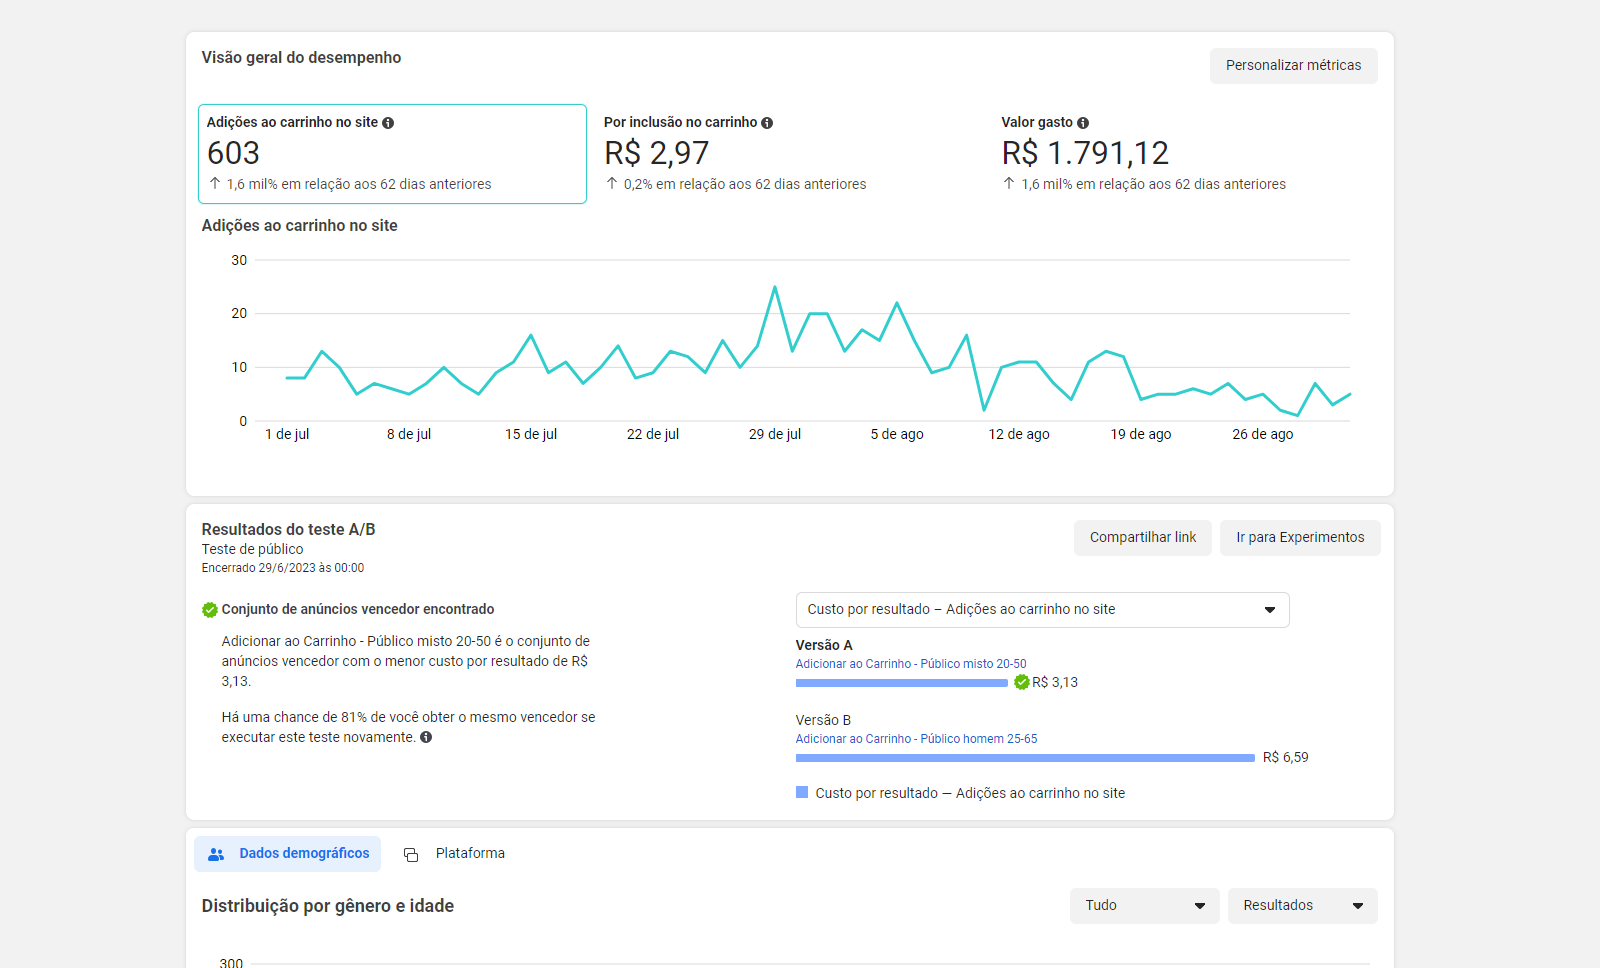 Visão geral do desempenho
Personalizar métricas
Adições ao carrinho no site
603
1,6 mil% em relação aos 62 dias anteriores
Por inclusão no carrinho
R$ 2,97
0,2% em relação aos 62 dias anteriores
Valor gasto
R$ 1.791,12
1,6 mil% em relação aos 62 dias anteriores
Adições ao carrinho no site
30
20
10
0
1 de jul
8 de jul
15 de jul
22 de jul
29 de jul
5 de ago
12 de ago
19 de ago
26 de ago
Resultados do teste A/B
Teste de público
Encerrado 29/6/2023 às 00:00
Compartilhar link
Ir para Experimentos
Conjunto de anúncios vencedor encontrado
Adicionar ao Carrinho - Público misto 20-50 é o conjunto de
anúncios vencedor com o menor custo por resultado de R$
3,13.
Há uma chance de 81% de você obter o mesmo vencedor se
executar este teste novamente.
Custo por resultado – Adições ao carrinho no site
Versão A
Adicionar ao Carrinho - Público misto 20-50
R$ 3,13
Versão B
Adicionar ao Carrinho - Público homem 25-65
R$ 6,59
Custo por resultado — Adições ao carrinho no site
Dados demográficos
Plataforma
Distribuição por gênero e idade
Tudo
Resultados
300